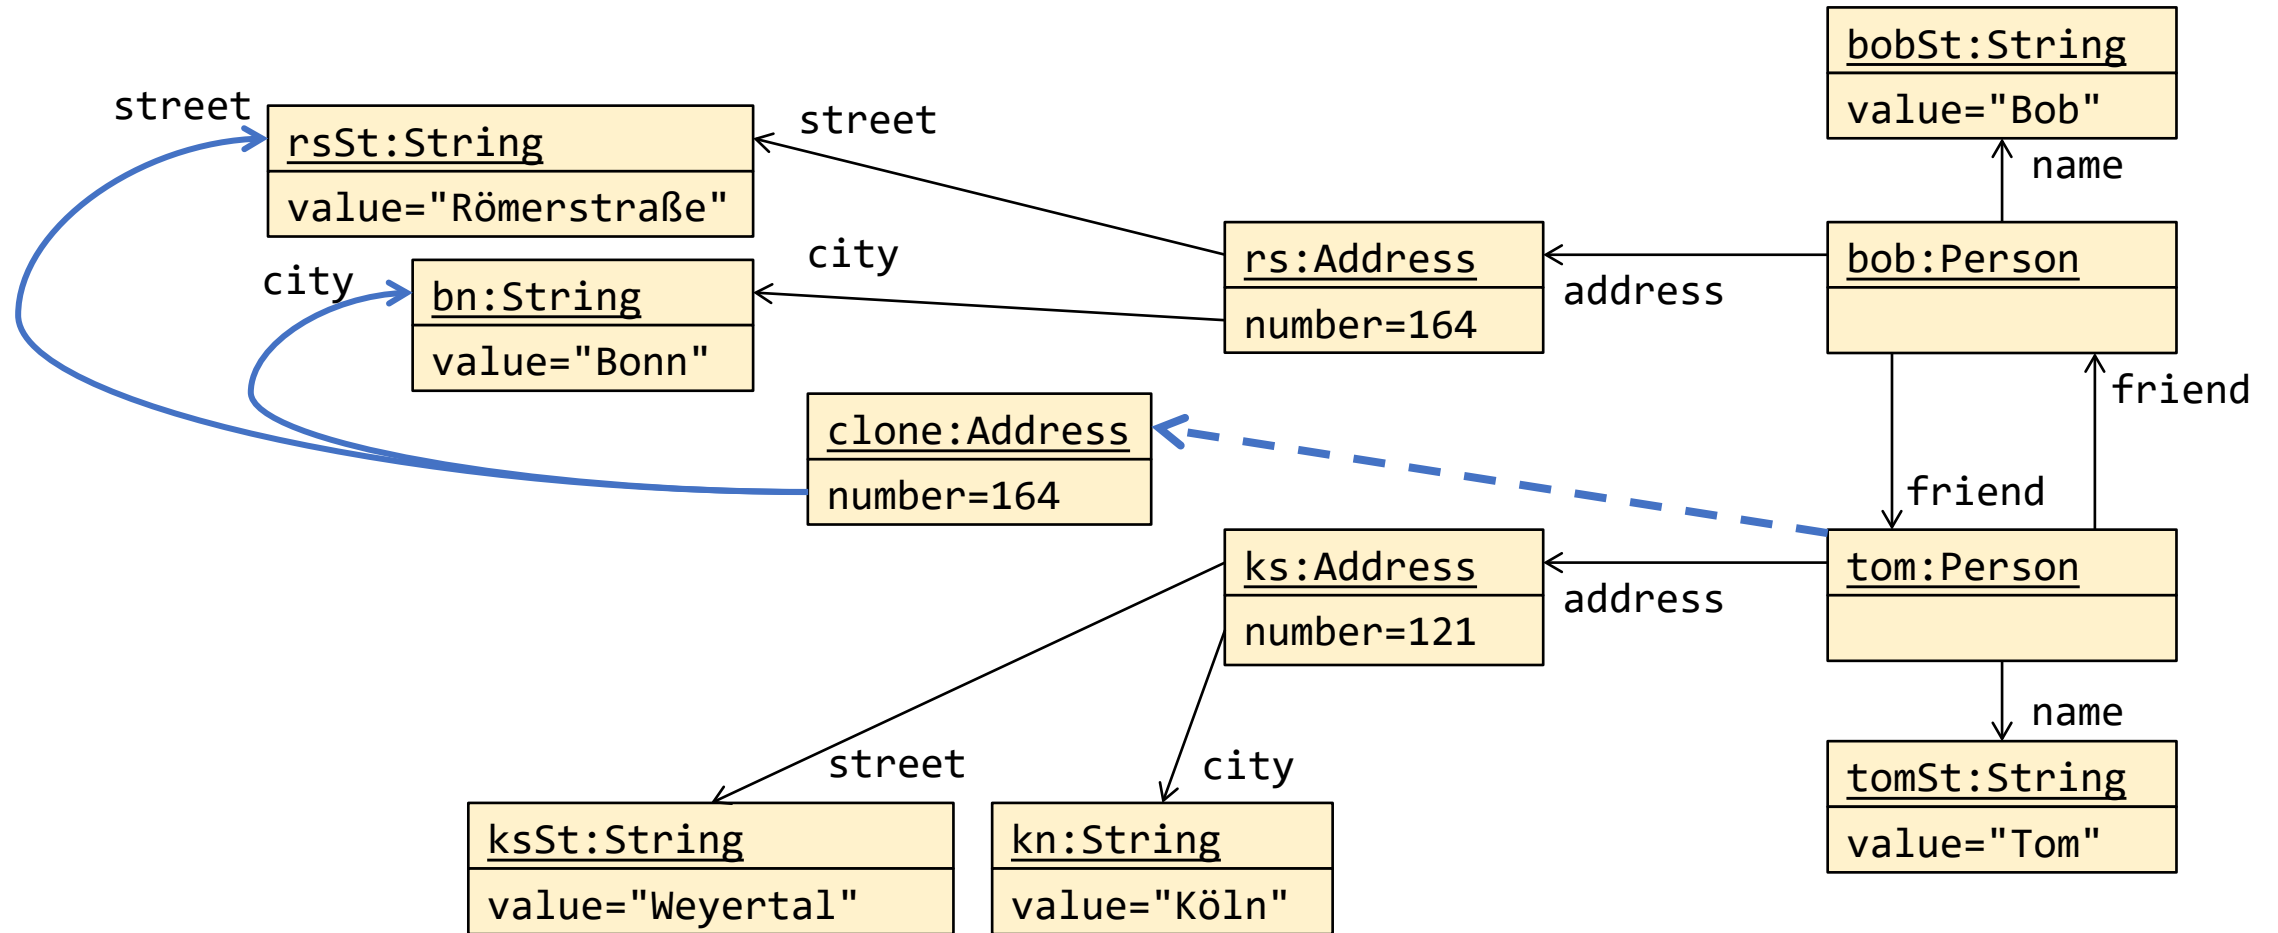 bobSt:String
value="Bob"
street
rsSt:String
value="Römerstraße"
street
name
city
bn:String
value="Bonn"
city
rs:Address
number=164
address
bob:Person
friend
clone:Address
number=164
friend
ks:Address
number=121
address
tom:Person
name
street
city
tomSt:String
value="Tom"
ksSt:String
value="Weyertal"
kn:String
value="Köln"